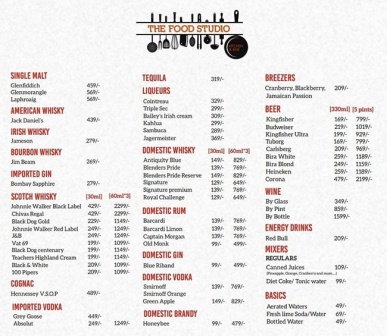 THE FOOD STUDIO
SINGLE MALT
Glenfiddich 459/-
Glenmorangie 569/-
Laphroaig 569/-
AMERICAN WHISKY
Jack Daniel's 439/-
IRISH WHISKY
Jameson 279/-
BOURBON WHISKY
Jim Beam 269/-
IMPORTED GIN
Bombay Sapphire 279/-
SCOTCH WHISKY [30ml] [60ml*3]
Johnnie Walker Black Label 429/- 2299/-
Chivas Regal 429/- 2299/-
Black Dog Gold 229/- 1149/-
Johnnie Walker Red Label 249/- 1249/-
J&B 249/- 1249/-
Vat 69 199/- 1099/-
Black Dog centenary 199/- 1149/-
Teachers Highland Cream 199/- 1149/-
Black & White 209/- 1099/-
100 Pipers 209/- 1099/-
COGNAC
Hennessey V.S.O.P 489/-
IMPORTED VODKA
Grey Goose 449/-
Absolut 249/- 1249/-
TEQUILA 319/-
LIQUEURS
Cointreau 329/-
Triple Sec 299/-
Bailey's Irish cream 309/-
Kahlua 299/-
Sambuca 289/-
Jagermeister 369/-
DOMESTIC WHISKY [30ml] [60ml*3]
Antiquity Blue 149/- 829/-
Blenders Pride 139/- 769/-
Blenders Pride Reserve 149/- 829/-
Signature 129/- 649/-
Signature premium 139/- 769/-
Royal Challenge 129/- 649/-
DOMESTIC RUM
Barcardi 139/- 769/-
Barcardi Limon 139/- 769/-
Captain Morgan 139/- 769/-
Old Monk 99/- 499/-
DOMESTIC GIN
Blue Riband 99/- 499/-
DOMESTIC VODKA
Smirnoff 139/- 769/-
Smirnoff Orange
Green Apple 149/- 829/-
DOMESTIC BRANDY
Honeybee 99/- 479/-
BREEZERS
Cranberry, Blackberry, 209/-
Jamaican Passion
BEER [330ml] [5 pints]
Kingfisher 169/- 799/-
Budweiser 219/- 1019/-
Kingfisher Ultra 199/- 929/-
Tuborg 169/- 799/-
Carlsberg 209/- 969/-
Bira White 259/- 1189/-
Bira Blond 249/- 1159/-
Heineken 259/- 1189/-
Corona 479/- 2199/-
WINE
By Glass 349/-
By Pint 859/-
By Bottle 1599/-
ENERGY DRINKS
Red Bull 209/-
MIXERS
REGULARS
Canned Juices 109/-
Diet Coke/ Tonic water 99/-
BASICS
Aerated Waters 49/-
Fresh lime Soda/Water 69/-
Bottled Water 49/-